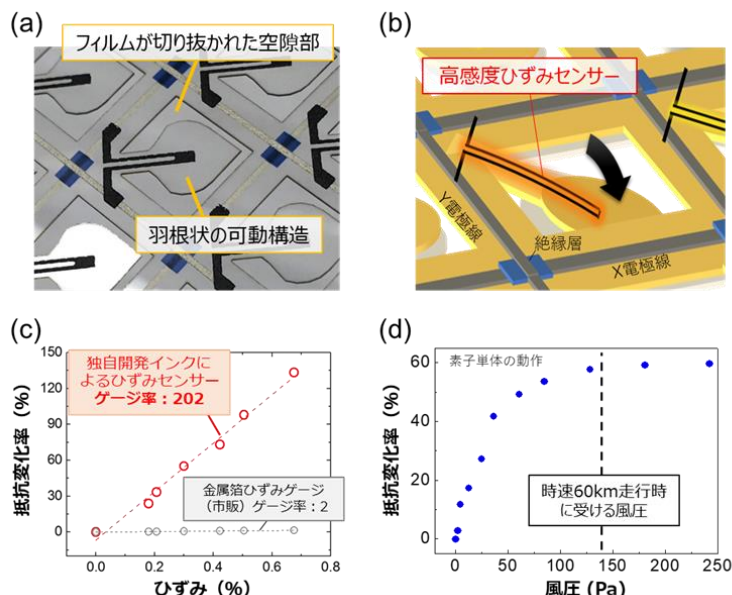 (a)
フィルムが切り抜かれた空隙部
羽根状の可動構造
(b)
高感度ひずみセンサー
Y電極線
絶縁層
X電極線
(c)
抵抗変化率（%）
150
120
90
60
30
0
独自開発インクに
よるひずみセンサー
ゲージ率：202
金属箔ひずみゲージ
（市販）ゲージ率：2
0.0 0.2 0.4 0.6 0.8
ひずみ（%）
(d)
抵抗変化率（%）
60
40
20
0
素子単体の動作
時速60km走行時
に受ける風圧
0 50 100 150 200 250
風圧（Pa）